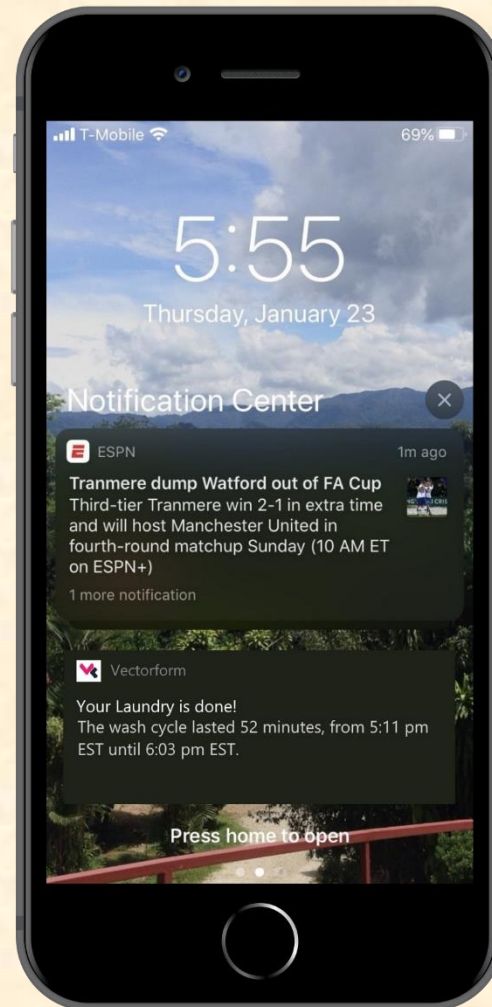 T-Mobile 69%
5:55
Thursday, January 23
Notification Center
ESPN 1m ago
Tranmere dump Watford out of FA Cup
Third-tier Tranmere win 2-1 in extra time
and will host Manchester United in
fourth-round matchup Sunday (10 AM ET
on ESPN+)
1 more notification
Vectorform
Your Laundry is done!
The wash cycle lasted 52 minutes, from 5:11 pm
EST until 6:03 pm EST.
Press home to open